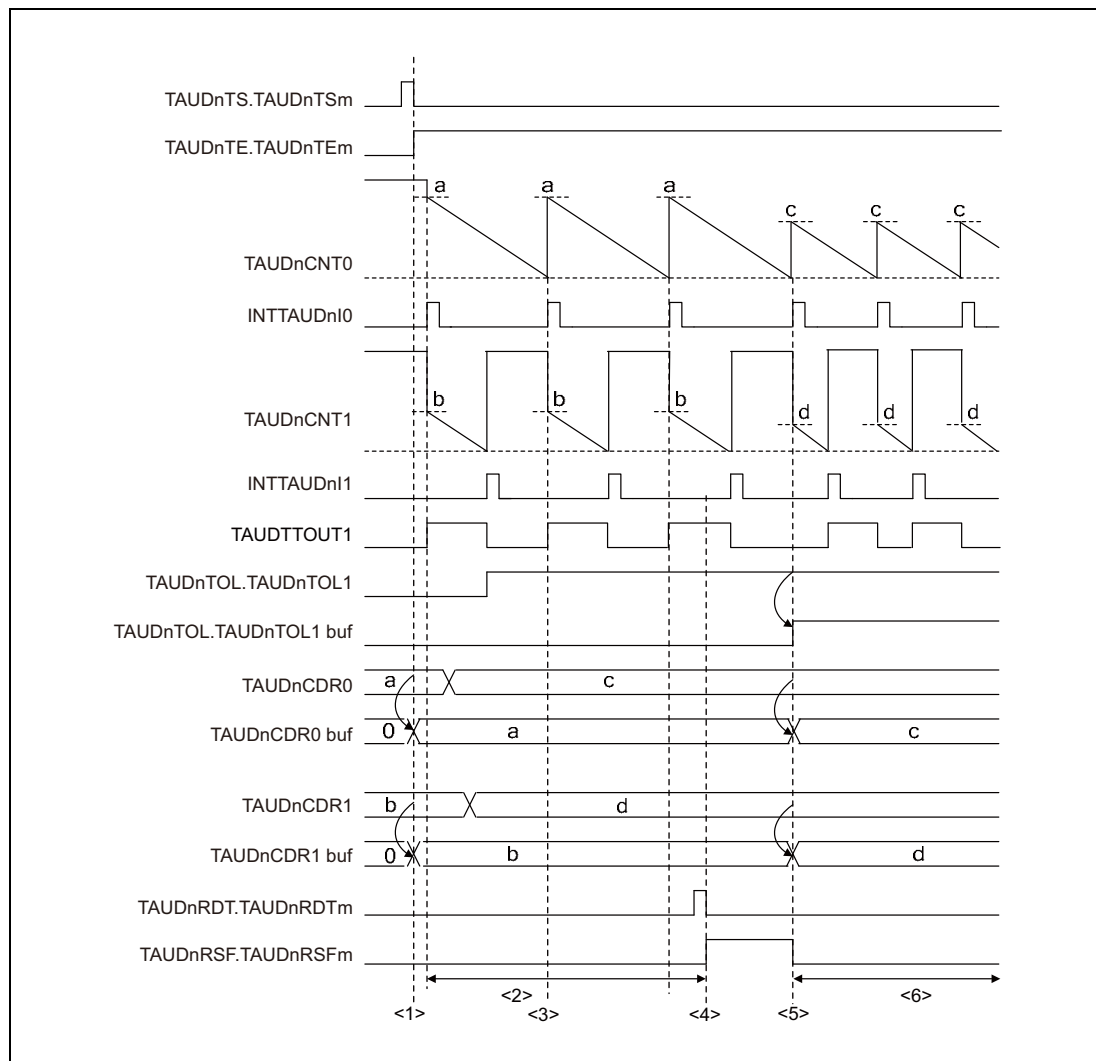 TAUDnTS.TAUDnTSm
TAUDnTE.TAUDnTEm
a a a
c c c
TAUDnCNT0
INTTAUDnI0
b b b
d d d
TAUDnCNT1
INTTAUDnI1
TAUDTTOUT1
TAUDnTOL.TAUDnTOL1
TAUDnTOL.TAUDnTOL1 buf
TAUDnCDR0 a c
TAUDnCDR0 buf 0 a c
TAUDnCDR1 b d
TAUDnCDR1 buf 0 b d
TAUDnRDT.TAUDnRDTm
TAUDnRSF.TAUDnRSFm
<2> <6>
<1> <3> <4> <5>